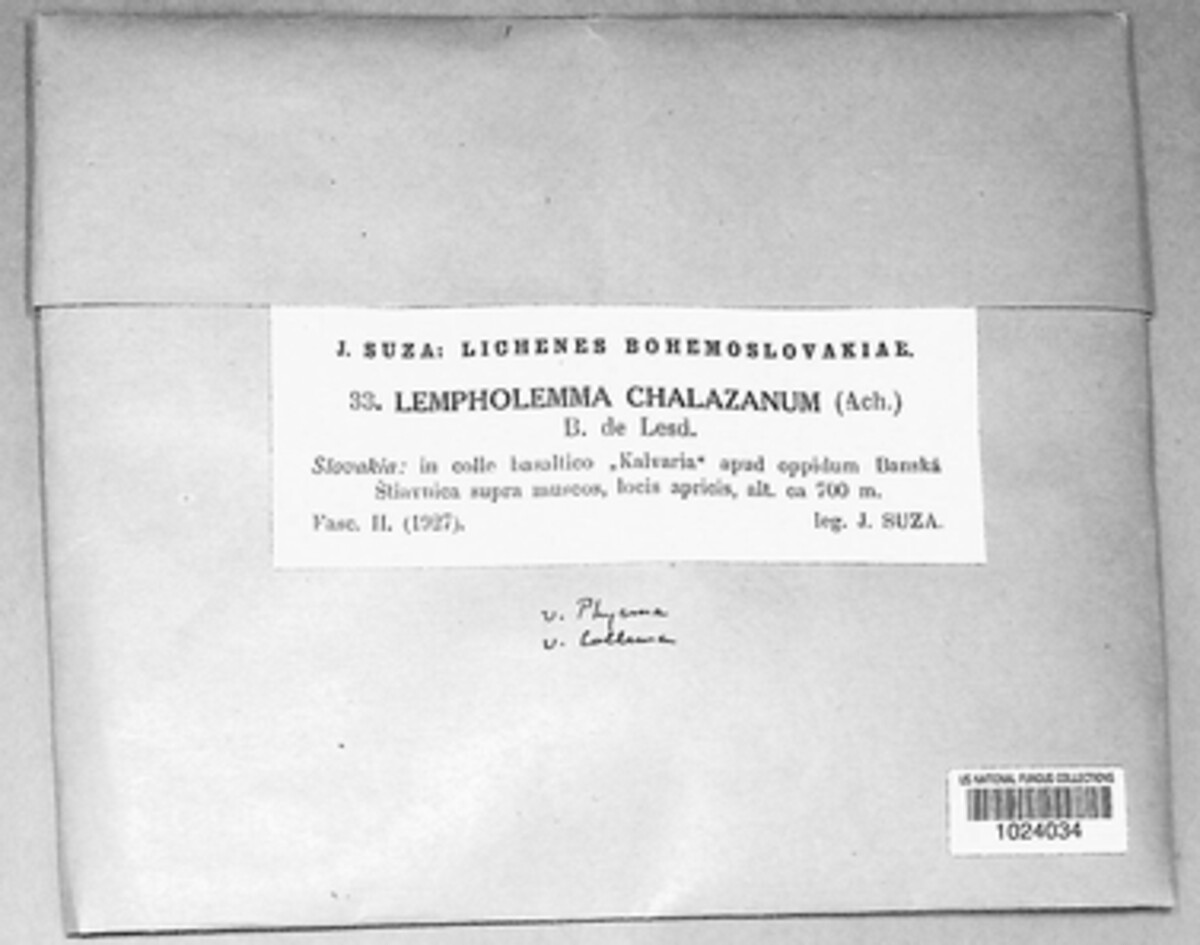 J. SUZA: LICHENES BOHEMOSLOVAKIAE.
33. LEMPHOLEMMA CHALAZANUM (Ach.)
B. de Lesd.
Slovakia: in colle basaltico „Kalvaria“ apud oppidum Banská
Štiavnica supra muscos, locis apricis, alt. ca 700 m.
Fasc. II. (1927). leg. J. SUZA.
v. Physma
v. Collema
US NATIONAL FUNGUS COLLECTIONS
1024034